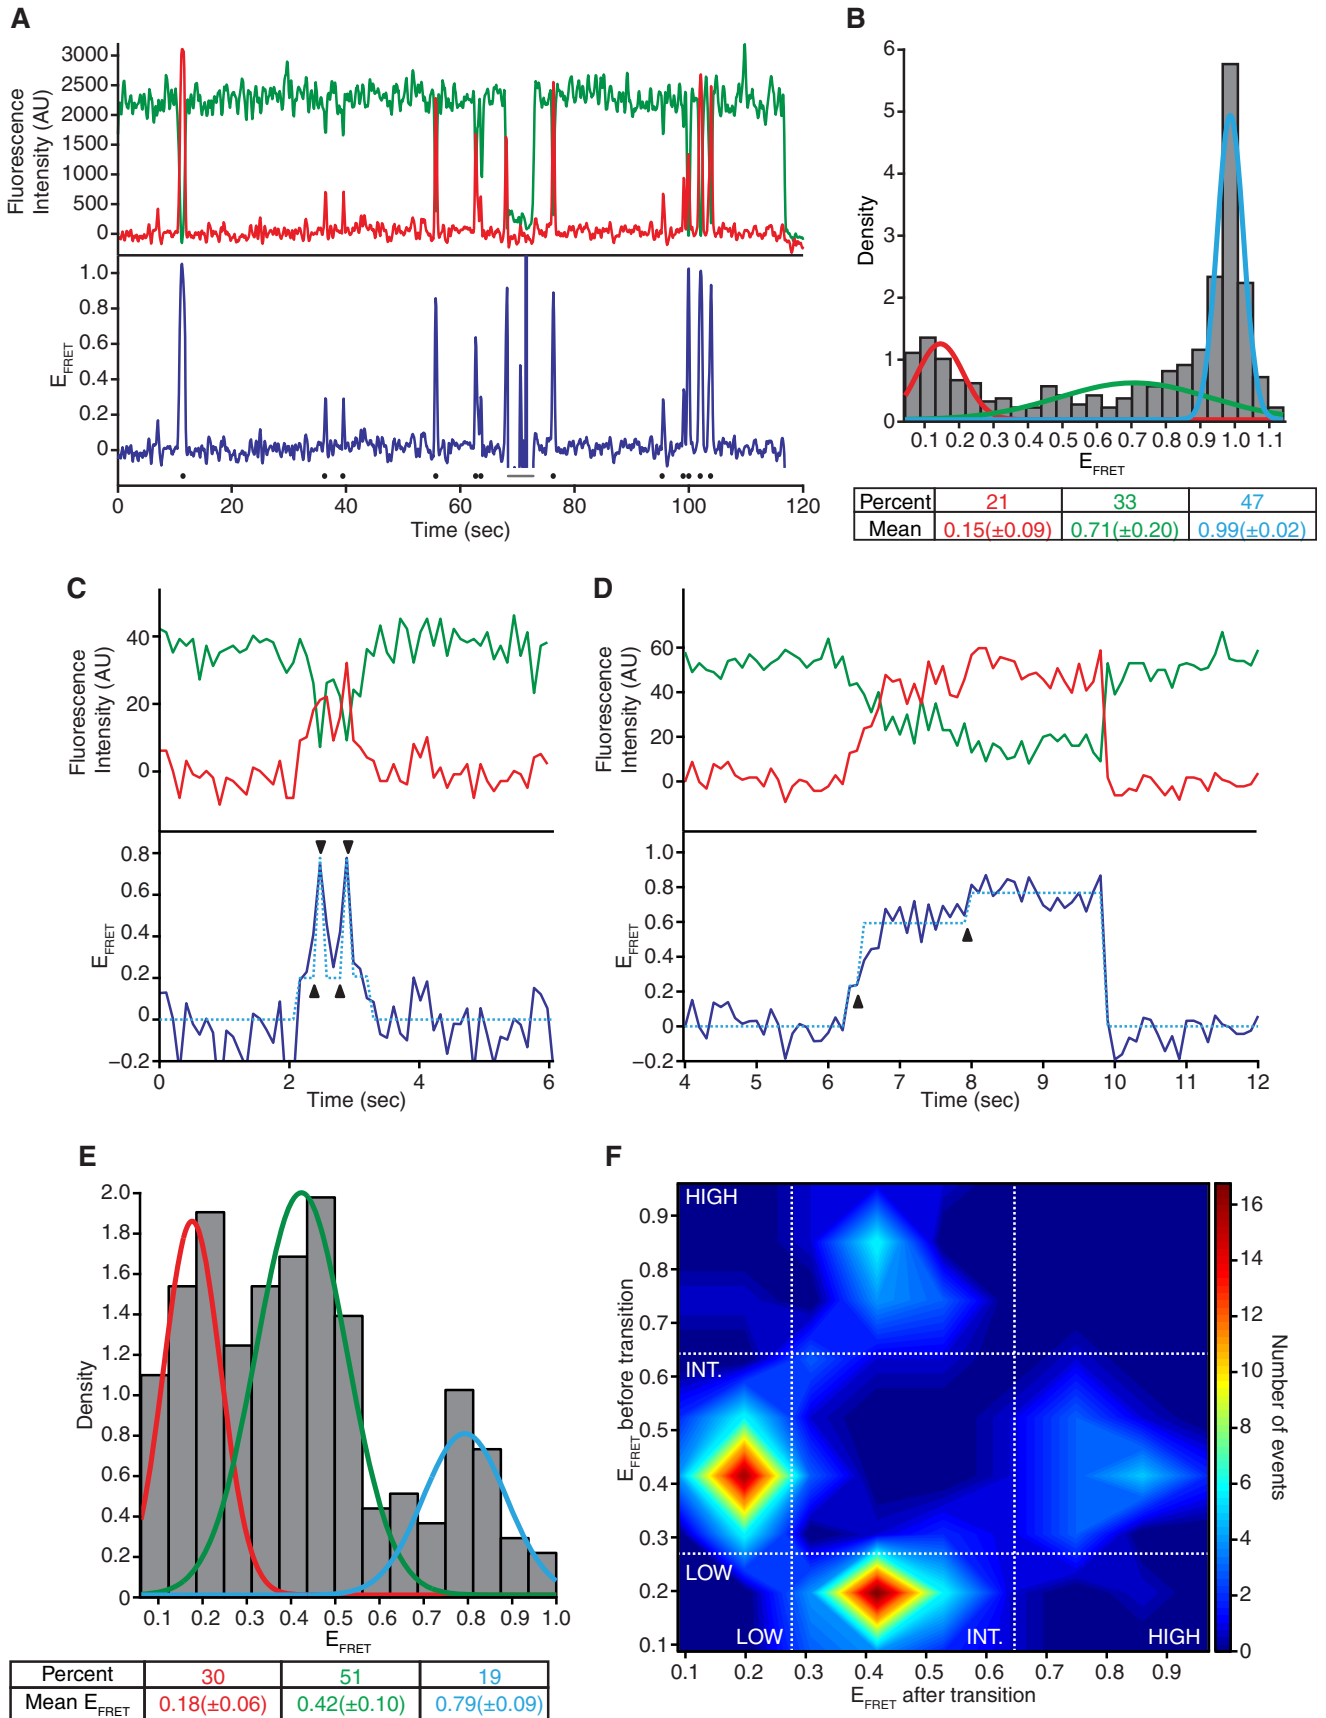 A
Fluorescence
Intensity (AU)
3000
2500
2000
1500
1000
500
0
E_FRET
1.0
0.8
0.6
0.4
0.2
0
0 20 40 60 80 100 120
Time (sec)
B
Density
6
5
4
3
2
1
0
0.1 0.2 0.3 0.4 0.5 0.6 0.7 0.8 0.9 1.0 1.1
E_FRET
Percent 21 33 47
Mean 0.15(±0.09) 0.71(±0.20) 0.99(±0.02)
C
Fluorescence
Intensity (AU)
40
20
0
E_FRET
0.8
0.6
0.4
0.2
0
−0.2
0 2 4 6
Time (sec)
D
Fluorescence
Intensity (AU)
60
40
20
0
E_FRET
1.0
0.8
0.6
0.4
0.2
0
−0.2
4 5 6 7 8 9 10 11 12
Time (sec)
E
Density
2.0
1.8
1.6
1.4
1.2
1.0
0.8
0.6
0.4
0.2
0
0.1 0.2 0.3 0.4 0.5 0.6 0.7 0.8 0.9 1.0
E_FRET
Percent 30 51 19
Mean E_FRET 0.18(±0.06) 0.42(±0.10) 0.79(±0.09)
F
E_FRET before transition
0.9
0.8
0.7
0.6
0.5
0.4
0.3
0.2
0.1
HIGH
INT.
LOW
LOW INT. HIGH
0.1 0.2 0.3 0.4 0.5 0.6 0.7 0.8 0.9
E_FRET after transition
16
14
12
10
8
6
4
2
0
Number of events